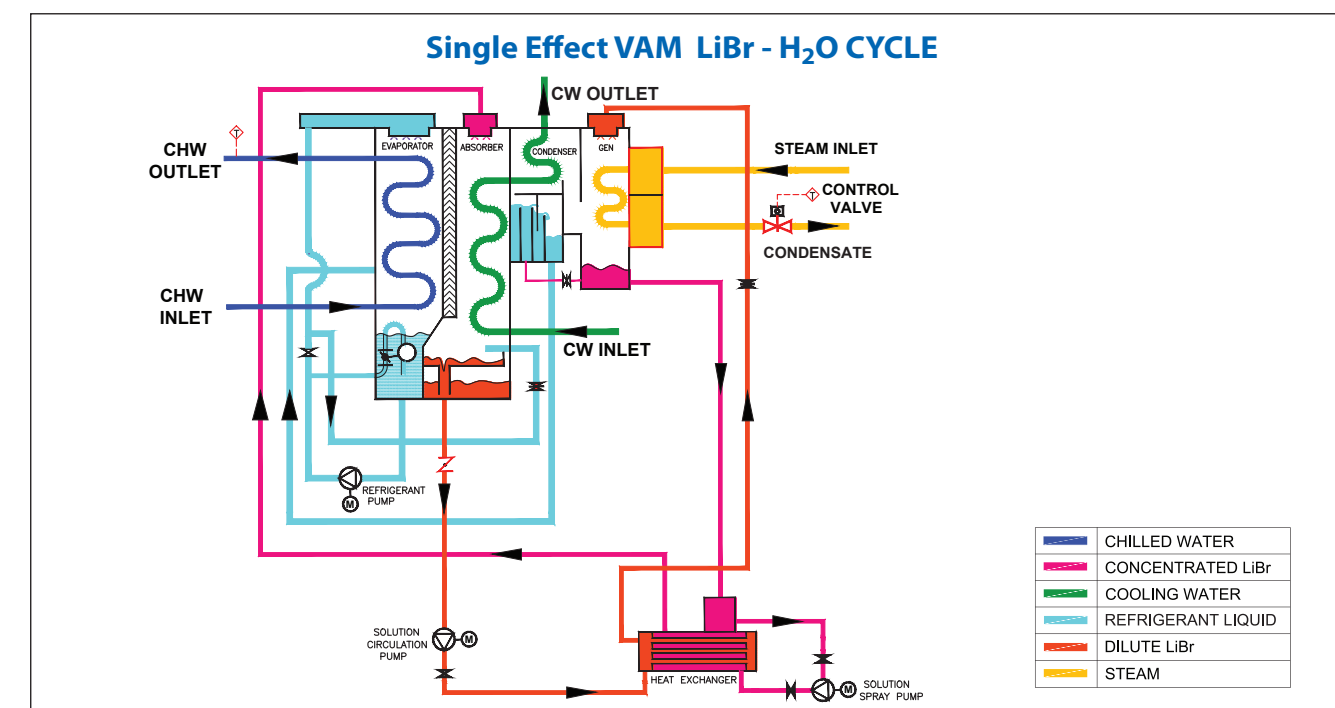 Single Effect VAM LiBr - H₂O CYCLE
CW OUTLET
EVAPORATOR
ABSORBER
CONDENSER
GEN
T
CHW
OUTLET
STEAM INLET
T
CONTROL
VALVE
CONDENSATE
CHW
INLET
CW INLET
REFRIGERANT
PUMP
M
CHILLED WATER
CONCENTRATED LiBr
COOLING WATER
REFRIGERANT LIQUID
DILUTE LiBr
STEAM
SOLUTION
CIRCULATION
PUMP
M
HEAT EXCHANGER
M
SOLUTION
SPRAY PUMP